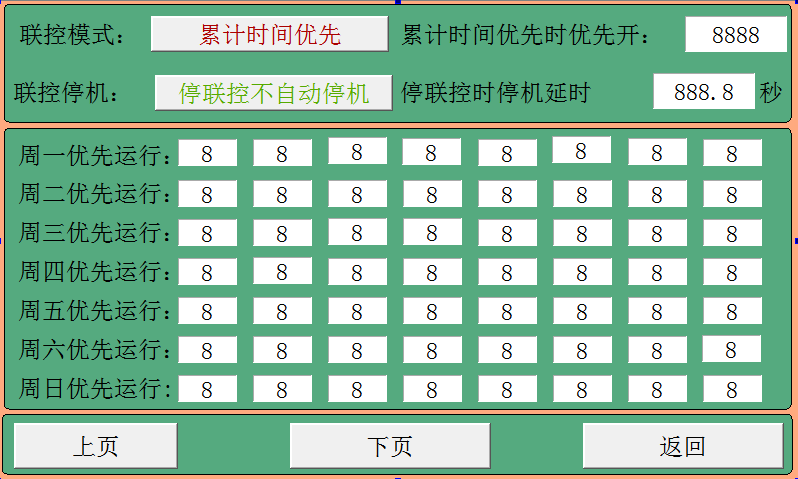 联控模式： 累计时间优先 累计时间优先时优先开： 8888
联控停机： 停联控不自动停机 停联控时停机延时 888.8 秒
周一优先运行： 8 8 8 8 8 8 8 8
周二优先运行： 8 8 8 8 8 8 8 8
周三优先运行： 8 8 8 8 8 8 8 8
周四优先运行： 8 8 8 8 8 8 8 8
周五优先运行： 8 8 8 8 8 8 8 8
周六优先运行： 8 8 8 8 8 8 8 8
周日优先运行: 8 8 8 8 8 8 8 8
上页 下页 返回